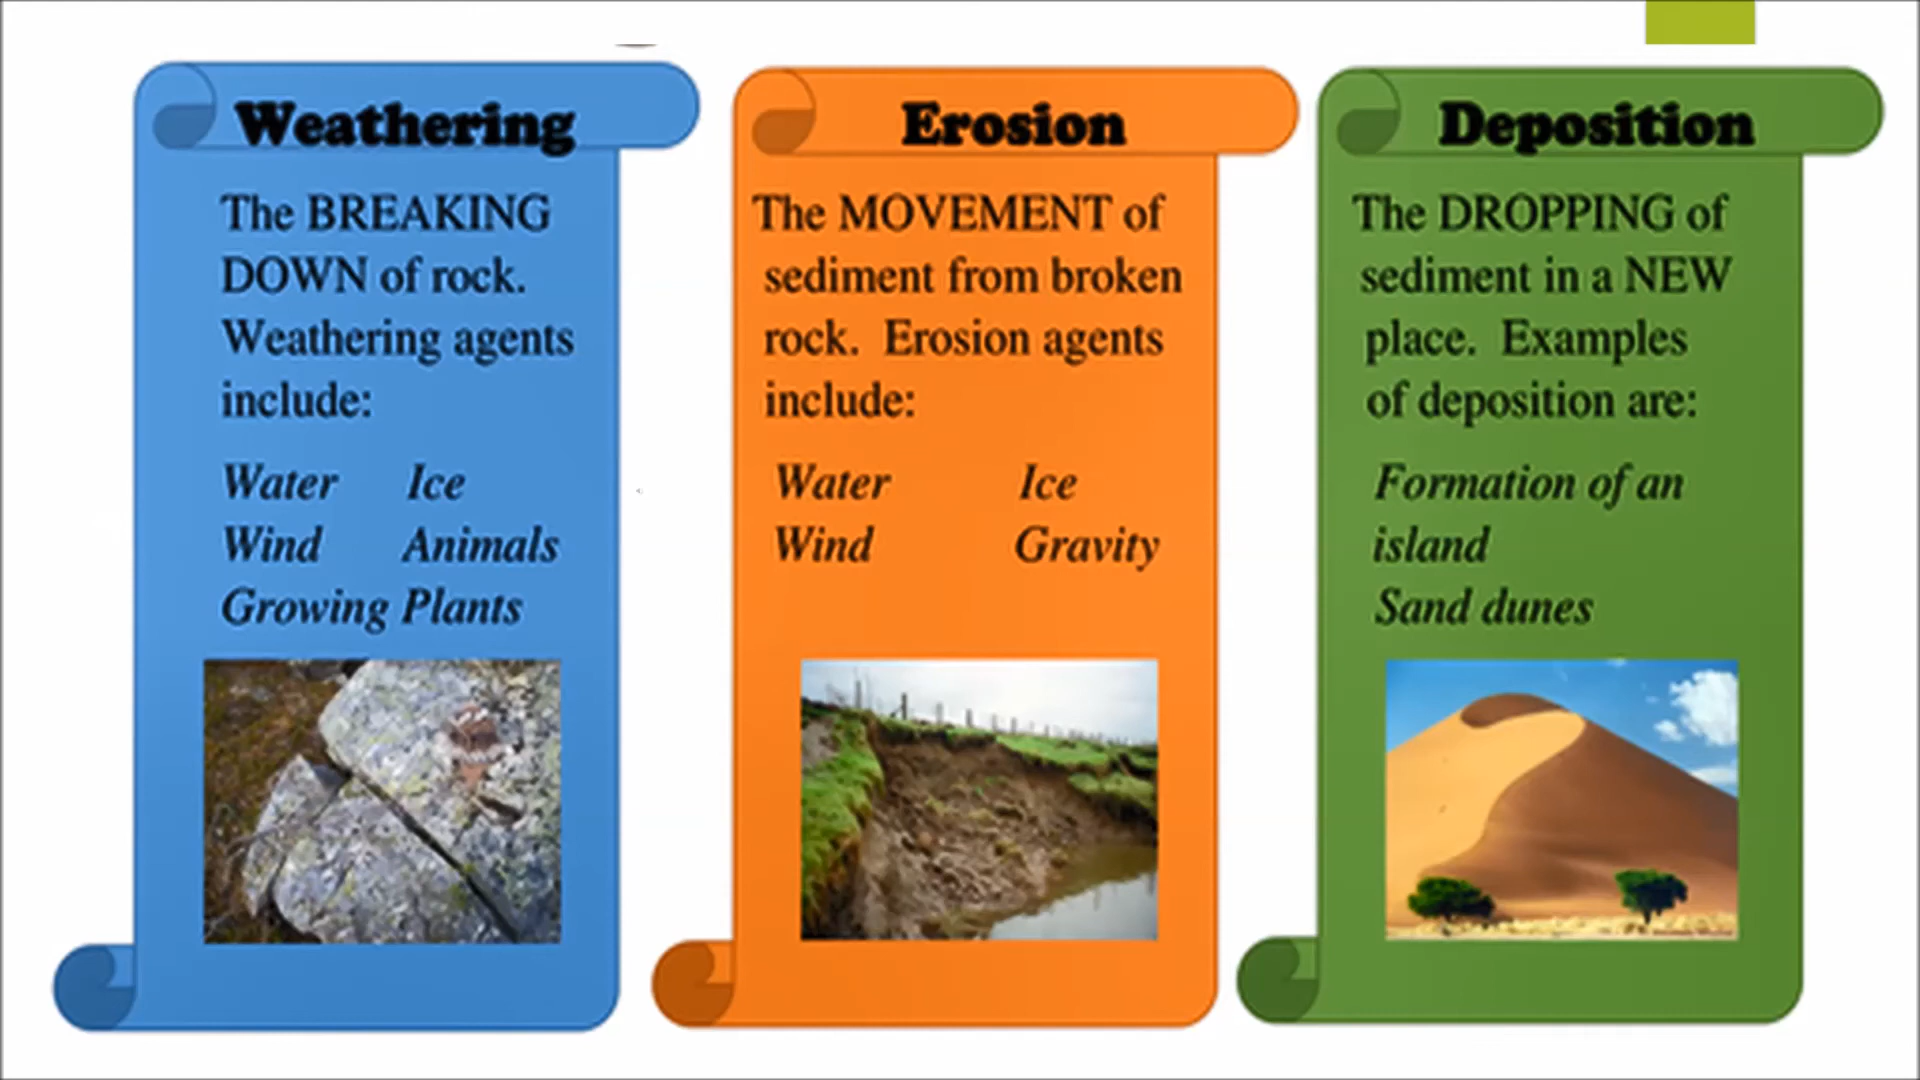 Weathering
The BREAKING
DOWN of rock.
Weathering agents
include:
Water Ice
Wind Animals
Growing Plants
Erosion
The MOVEMENT of
sediment from broken
rock. Erosion agents
include:
Water Ice
Wind Gravity
Deposition
The DROPPING of
sediment in a NEW
place. Examples
of deposition are:
Formation of an
island
Sand dunes